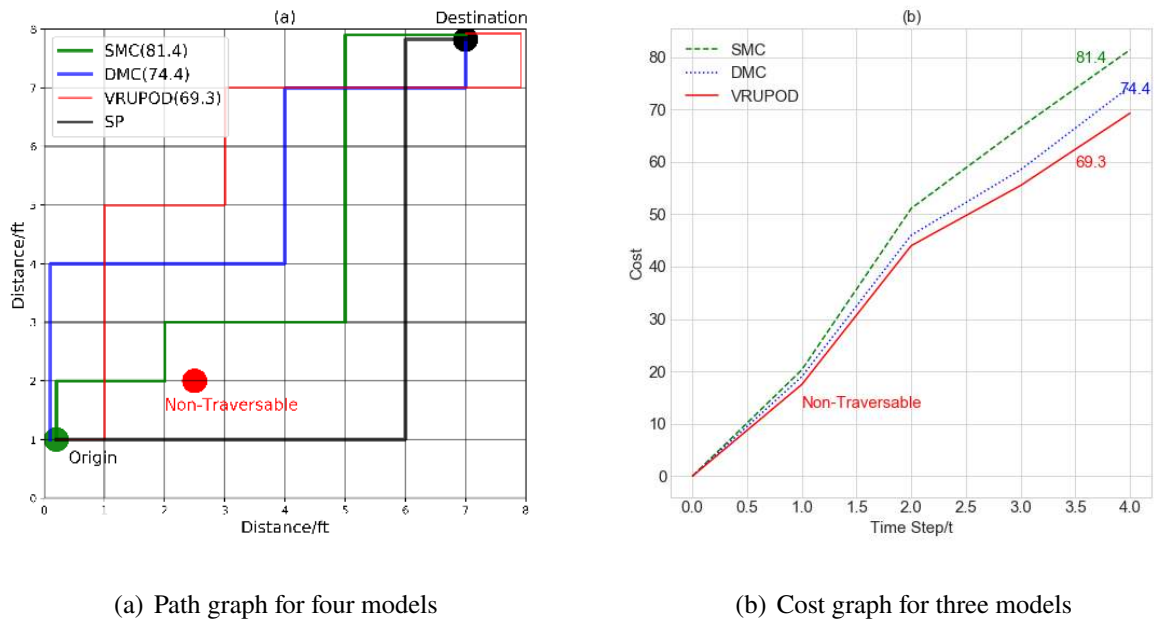 (a)
Destination
SMC(81.4)
DMC(74.4)
VRUPOD(69.3)
SP
Non-Traversable
Origin
8
7
6
5
4
3
2
1
0
Distance/ft
0 1 2 3 4 5 6 7 8
Distance/ft
(b)
SMC
DMC
VRUPOD
81.4
74.4
69.3
Non-Traversable
80
70
60
50
40
30
20
10
0
Cost
0.0 0.5 1.0 1.5 2.0 2.5 3.0 3.5 4.0
Time Step/t
(a) Path graph for four models
(b) Cost graph for three models